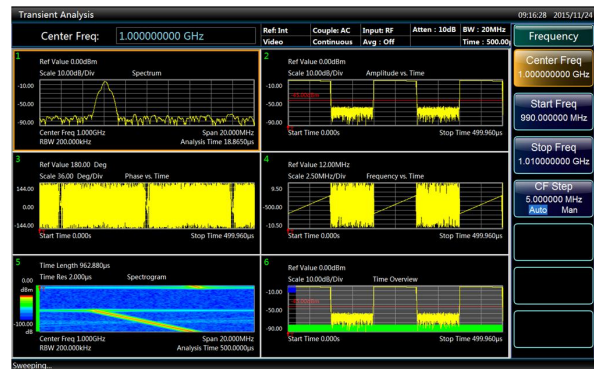 Transient Analysis
09:16:28 2015/11/24
Center Freq: 1.000000000 GHz
Ref: Int Couple: AC Input: RF Atten : 10dB BW : 20MHz
Video Continuous Avg : Off Time : 500.00
Frequency
Center Freq
1.000000000 GHz
Start Freq
990.000000 MHz
Stop Freq
1.010000000 GHz
CF Step
5.000000 MHz
Auto Man
1
Ref Value 0.00dBm
Scale 10.00dB/Div Spectrum
-10.00
-50.00
-90.00
Center Freq 1.000GHz Span 20.000MHz
RBW 200.000kHz Analysis Time 18.8650μs
2
Ref Value 0.00dBm
Scale 10.00dB/Div Amplitude vs. Time
-10.00
-50.00
-90.00
Start Time 0.000s Stop Time 499.960μs
3
Ref Value 180.00 Deg
Scale 36.00 Deg/Div Phase vs. Time
144.00
0.00
-144.00
Start Time 0.000s Stop Time 499.960μs
4
Ref Value 12.00MHz
Scale 2.50MHz/Div Frequency vs. Time
9.50
-500.00
-10.50
Start Time 0.000s Stop Time 499.960μs
5
Time Length 962.880μs
Time Res 2.000μs Spectrogram
0.00
dBm
-100.00
dB
Center Freq 1.000GHz Span 20.000MHz
RBW 200.000kHz Analysis Time 500.0000μs
6
Ref Value 0.00dBm
Scale 10.00dB/Div Time Overview
-10.00
-50.00
-90.00
Start Time 0.000s Stop Time 499.960μs
Sweeping...